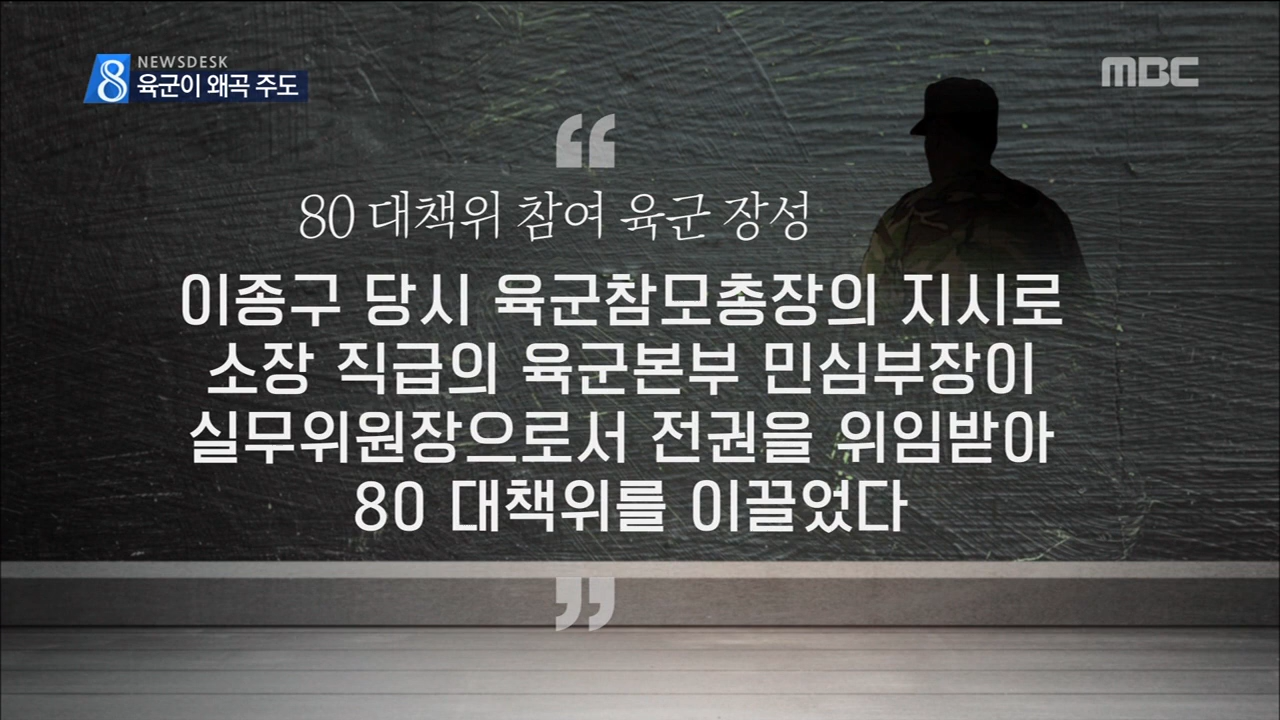 NEWSDESK
8 육군이 왜곡 주도
MBC
“
80 대책위 참여 육군 장성
이종구 당시 육군참모총장의 지시로
소장 직급의 육군본부 민심부장이
실무위원장으로서 전권을 위임받아
80 대책위를 이끌었다
”